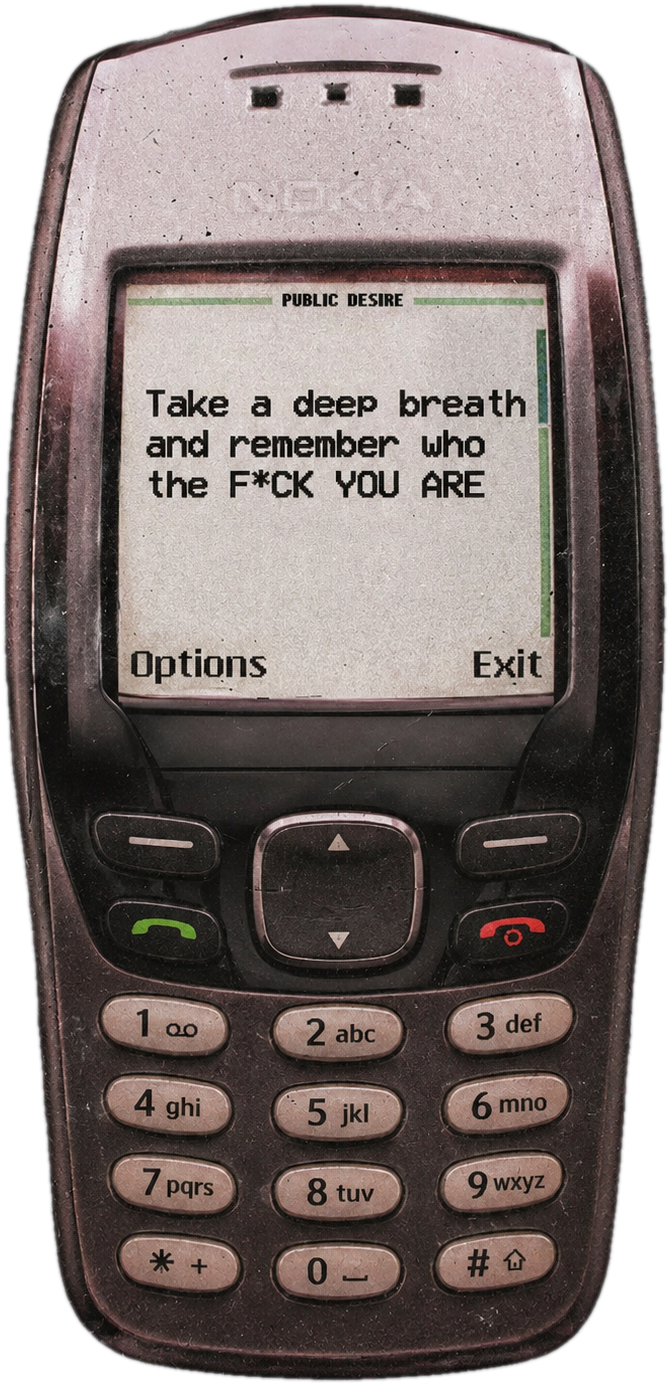 NOKIA
PUBLIC DESIRE
Take a deep breath
and remember who
the F*CK YOU ARE
Options Exit
1
2 abc
3 def
4 ghi
5 jkl
6 mno
7 pqrs
8 tuv
9 wxyz
* +
0
#